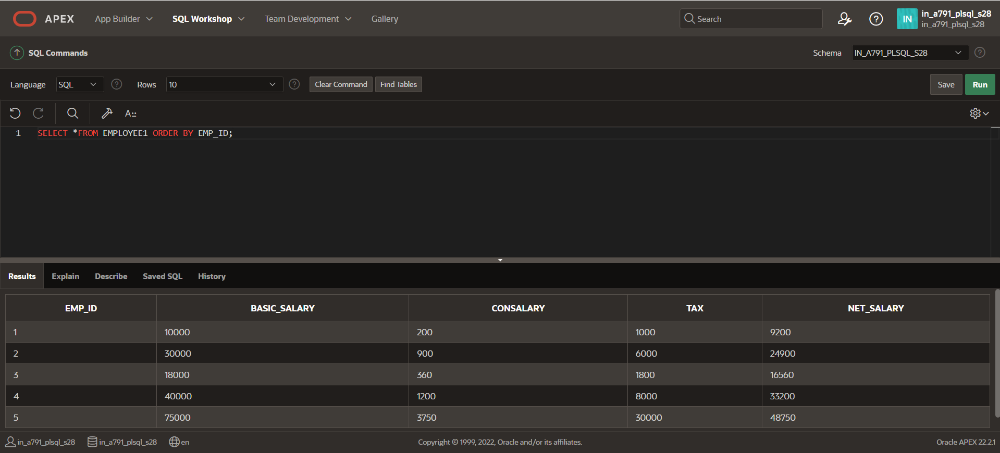 APEX App Builder SQL Workshop Team Development Gallery Search IN in_a791_plsql_s28
in_a791_plsql_s28
SQL Commands Schema IN_A791_PLSQL_S28
Language SQL Rows 10 Clear Command Find Tables Save Run
A::
1 SELECT *FROM EMPLOYEE1 ORDER BY EMP_ID;
Results Explain Describe Saved SQL History
EMP_ID BASIC_SALARY CONSALARY TAX NET_SALARY
1 10000 200 1000 9200
2 30000 900 6000 24900
3 18000 360 1800 16560
4 40000 1200 8000 33200
5 75000 3750 30000 48750
in_a791_plsql_s28 in_a791_plsql_s28 en Copyright © 1999, 2022, Oracle and/or its affiliates. Oracle APEX 22.2.1